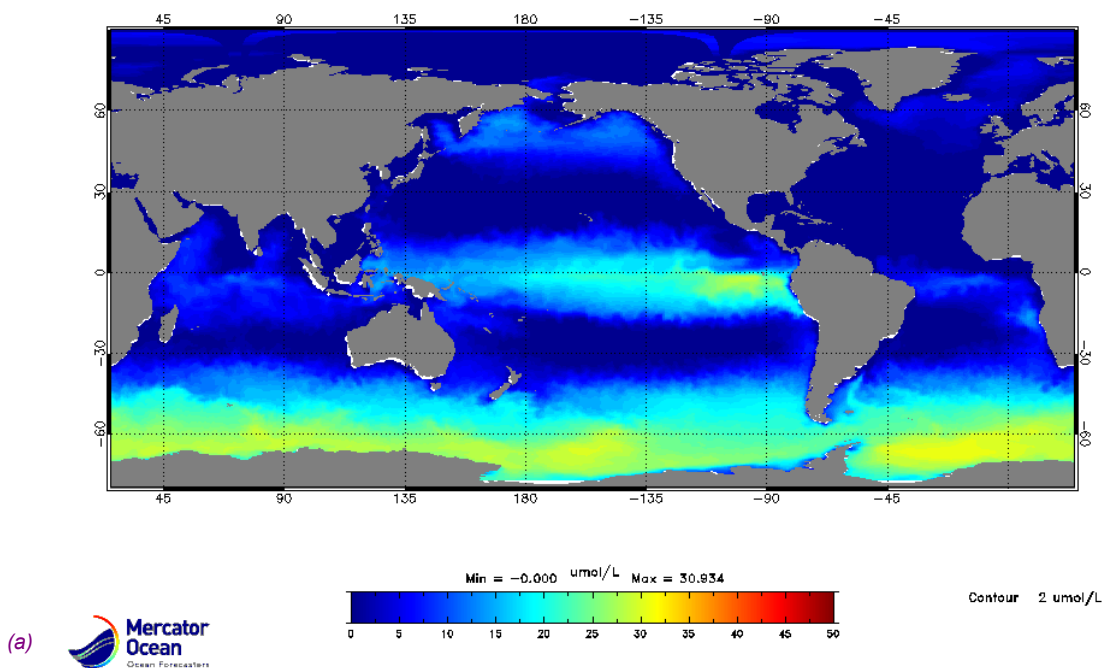 45 90 135 180 -135 -90 -45
60 60
30 30
0 0
-30 -30
-60 -60
45 90 135 180 -135 -90 -45
Min = -0.000 umol/L Max = 30.934
Contour 2 umol/L
0 5 10 15 20 25 30 35 40 45 50
(a)
Mercator
Ocean
Ocean Forecasters